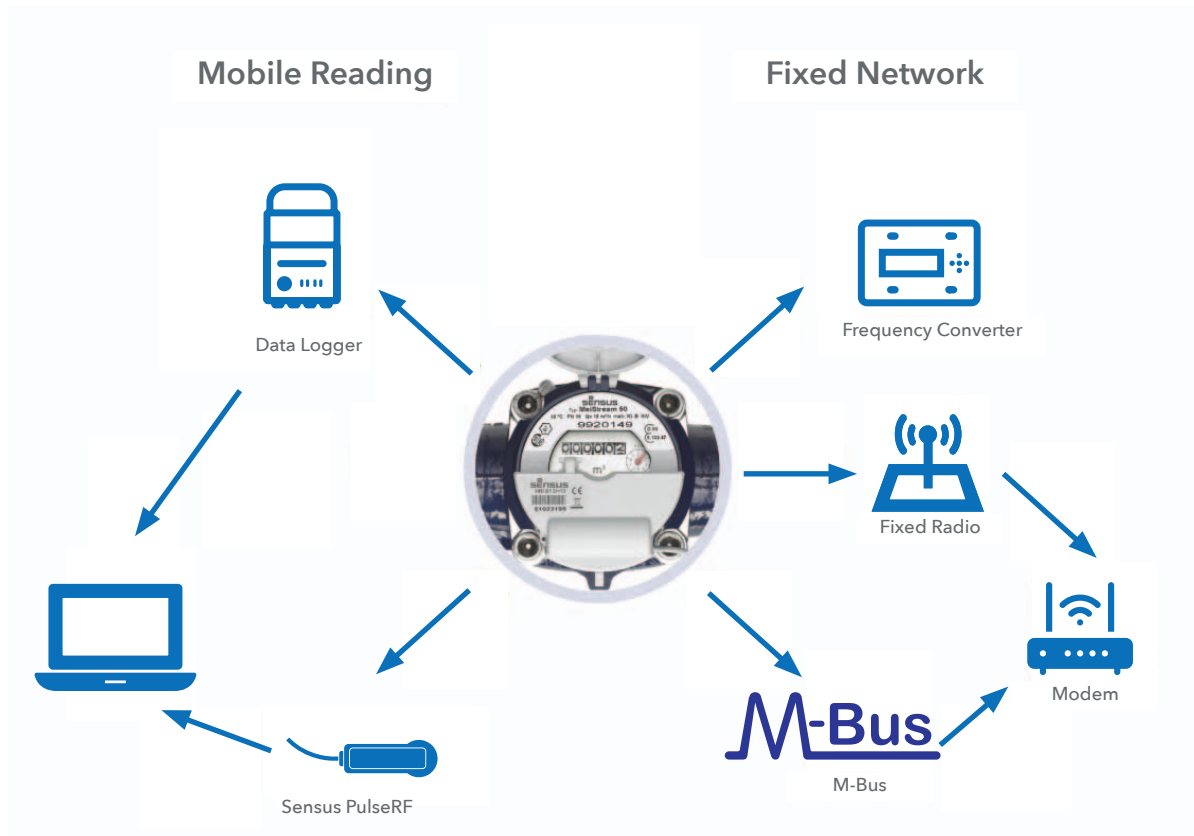 Mobile Reading
Fixed Network
Data Logger
Frequency Converter
sensus
MeiStream 50
9920149
m³
sensus
Fixed Radio
Modem
M-Bus
M-Bus
Sensus PulseRF